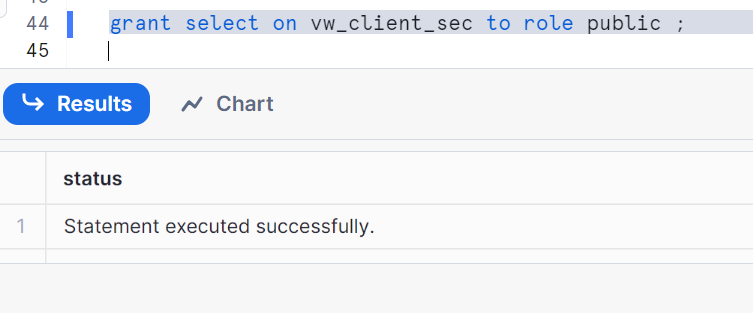 44 grant select on vw_client_sec to role public ;
45
Results Chart
status
1 Statement executed successfully.